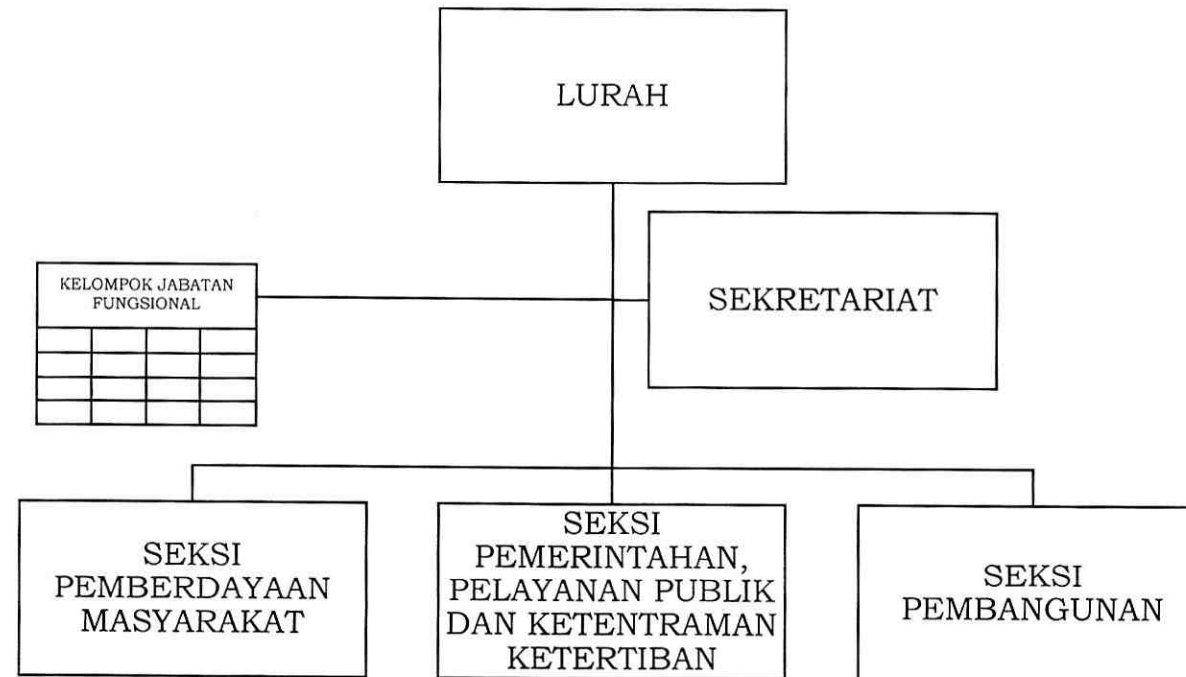 LURAH
KELOMPOK JABATAN
FUNGSIONAL
SEKRETARIAT
SEKSI
PEMBERDAYAAN
MASYARAKAT
SEKSI
PEMERINTAHAN,
PELAYANAN PUBLIK
DAN KETENTRAMAN
KETERTIBAN
SEKSI
PEMBANGUNAN